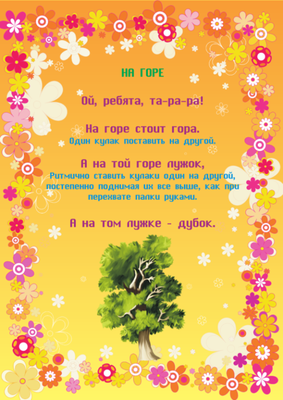 НА ГОРЕ
Ой, ребята, та-ра-ра!
На горе стоит гора.
Один кулак поставить на другой.
А на той горе лужок,
Ритмично ставить кулаки один на другой,
постепенно поднимая их все выше, как при
перехвате палки руками.
А на том лужке - дубок.